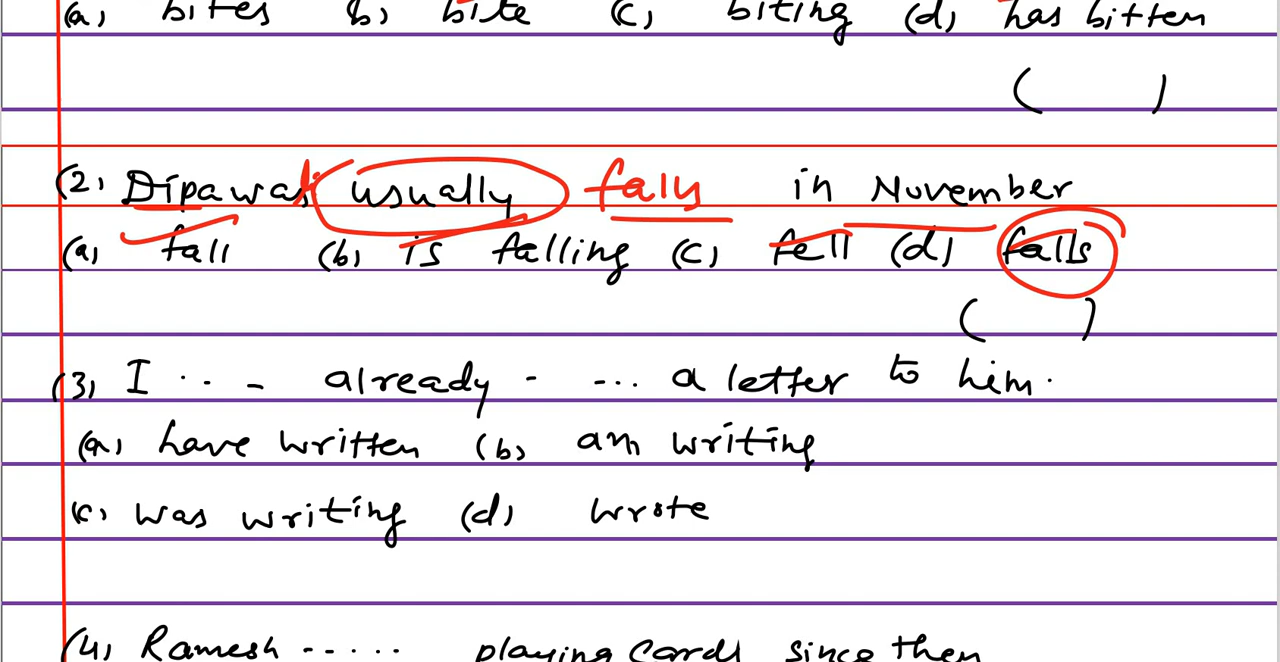 (a) bites b) bite (c) biting (d) has bitten
( )
(2) Dipawali usually falls in November
(a) fall (b) is falling (c) fell (d) falls
( )
(3) I .. - already - -... a letter to him.
(a) have written (b) am writing
(c) was writing (d) wrote
(4) Ramesh -.... playing cards since then